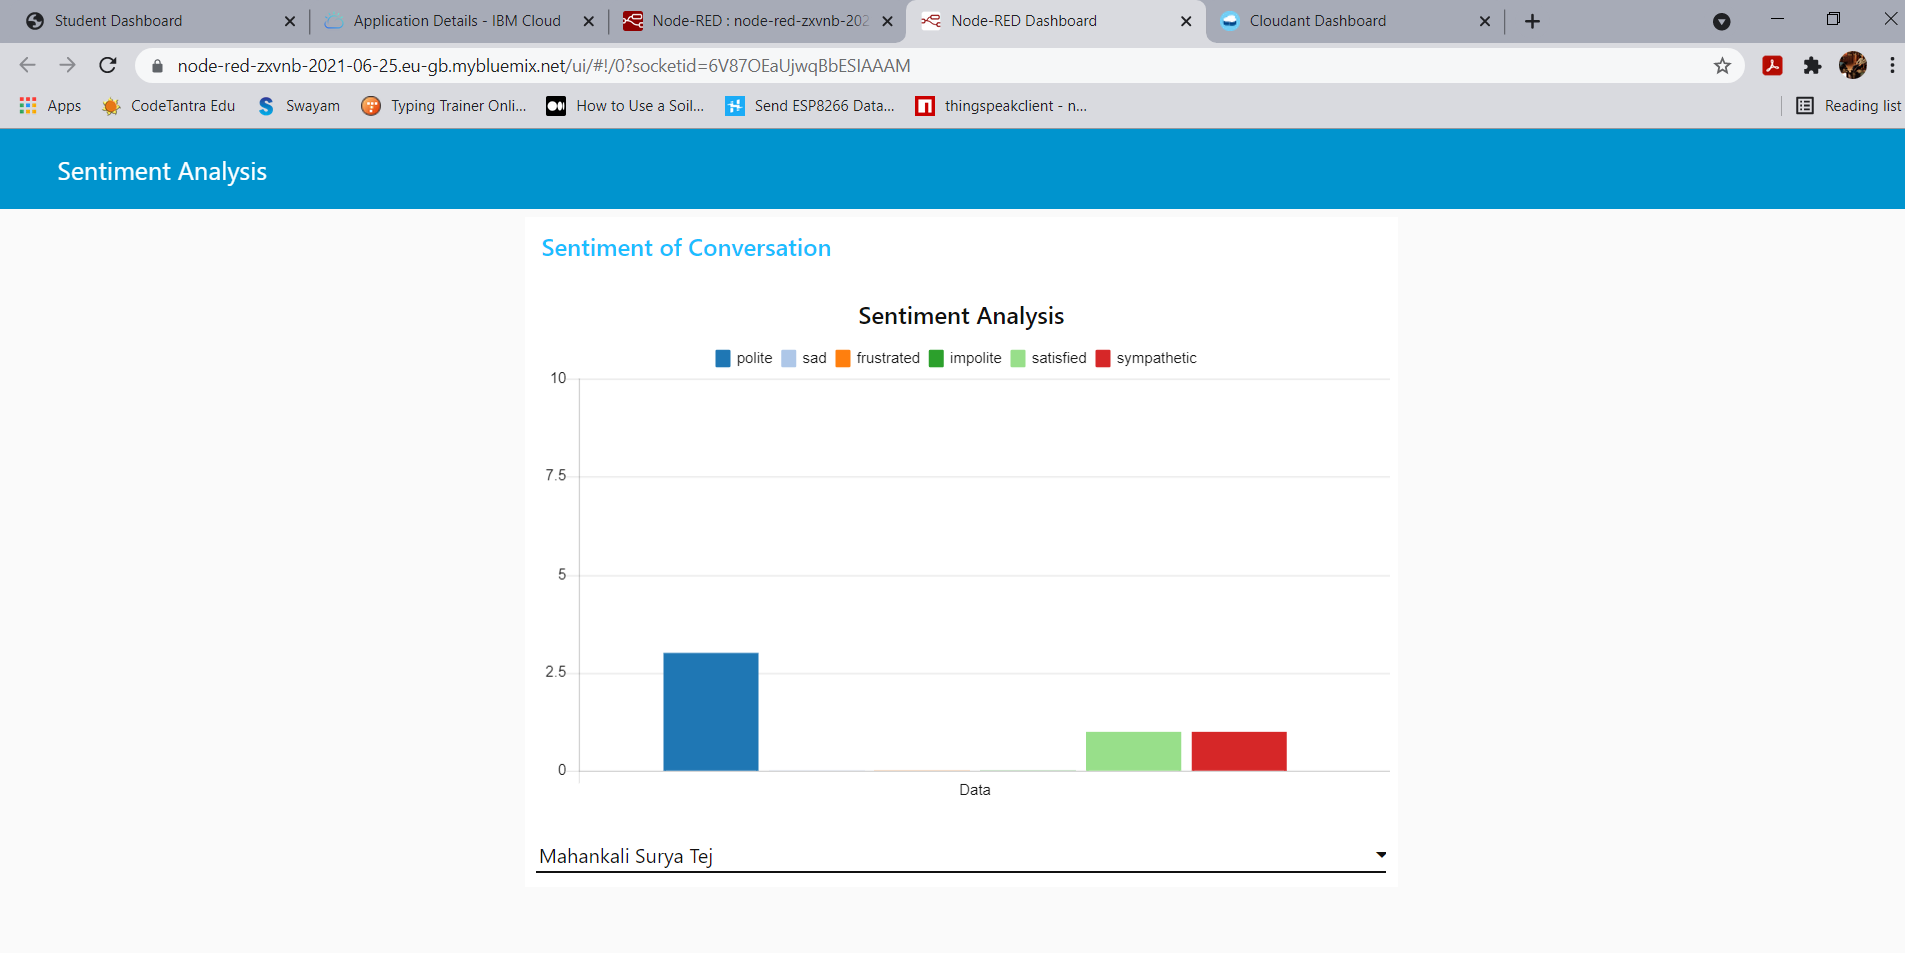 Student Dashboard
Application Details - IBM Cloud
Node-RED : node-red-zxvnb-202
Node-RED Dashboard
Cloudant Dashboard
node-red-zxvnb-2021-06-25.eu-gb.mybluemix.net/ui/#!/0?socketid=6V87OEaUjwqBbESIAAAM
Apps CodeTantra Edu Swayam Typing Trainer Onli... How to Use a Soil... Send ESP8266 Data... thingspeakclient - n... Reading list
Sentiment Analysis
Sentiment of Conversation
Sentiment Analysis
polite sad frustrated impolite satisfied sympathetic
10
7.5
5
2.5
0
Data
Mahankali Surya Tej